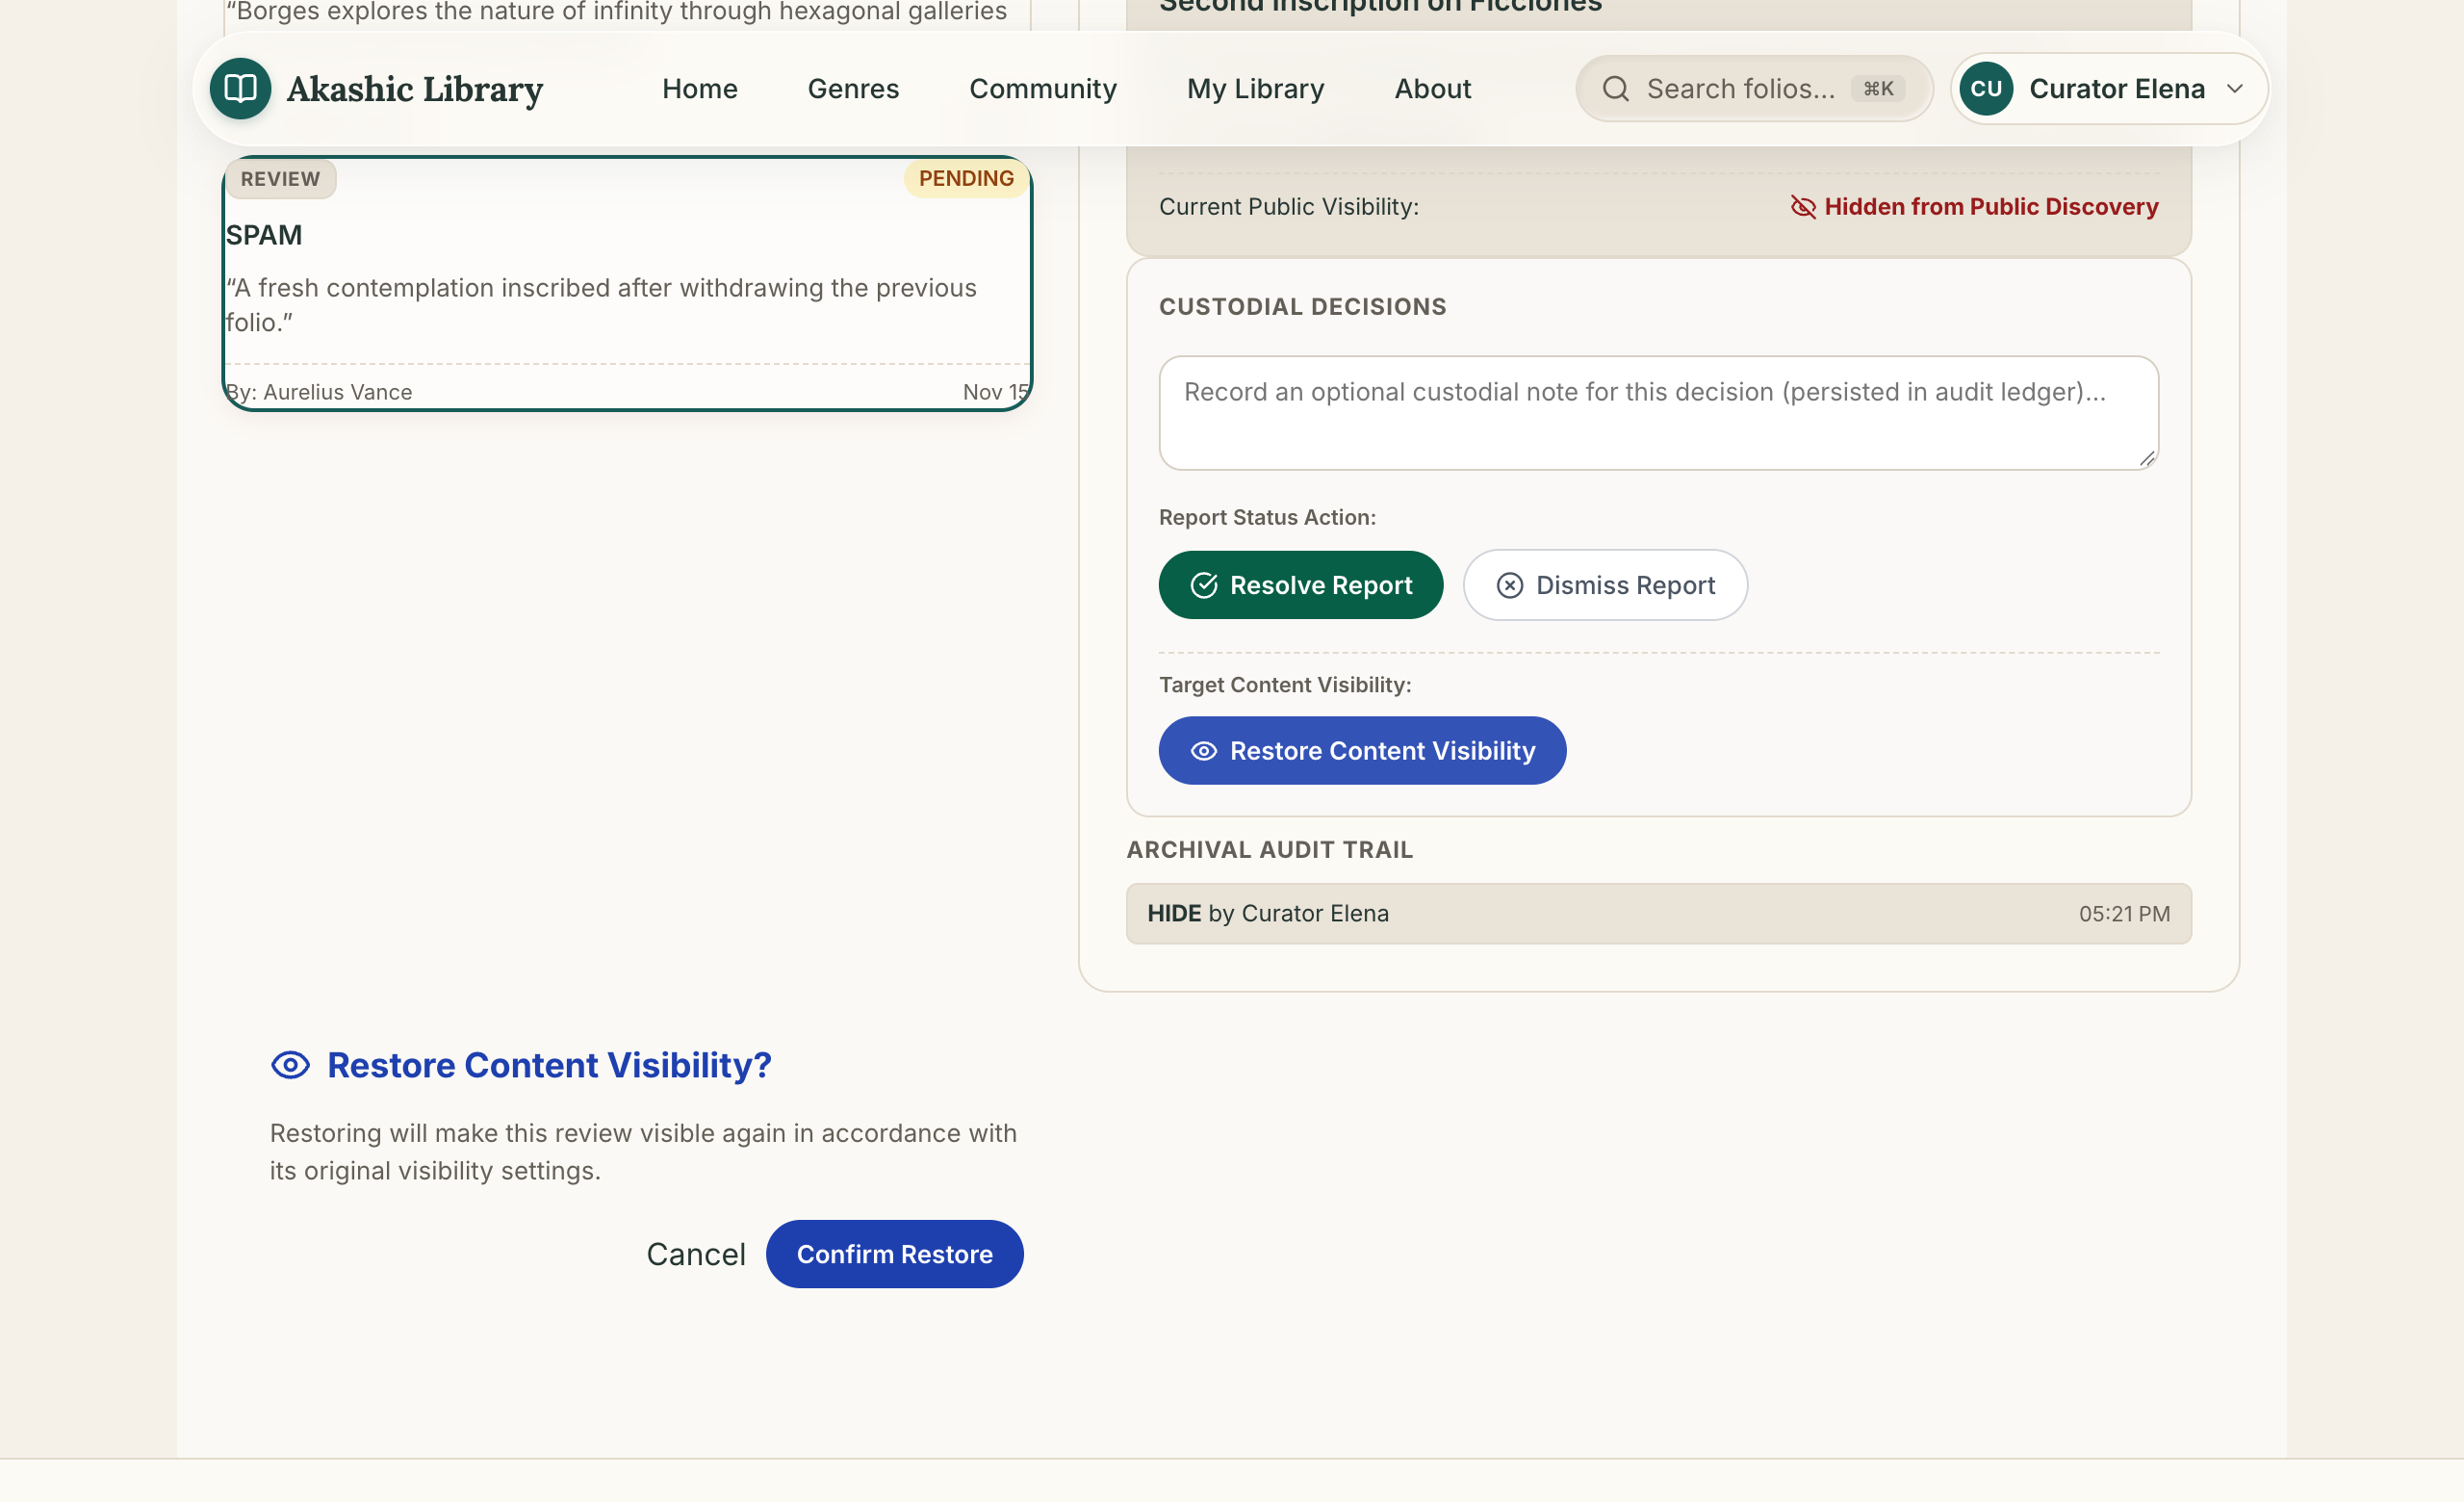 “Borges explores the nature of infinity through hexagonal galleries
Second Inscription on Ficciones
Akashic Library
Home
Genres
Community
My Library
About
Search folios...
⌘K
CU
Curator Elena
REVIEW
PENDING
SPAM
“A fresh contemplation inscribed after withdrawing the previous
folio.”
By: Aurelius Vance
Nov 15
Current Public Visibility:
Hidden from Public Discovery
CUSTODIAL DECISIONS
Record an optional custodial note for this decision (persisted in audit ledger)...
Report Status Action:
Resolve Report
Dismiss Report
Target Content Visibility:
Restore Content Visibility
ARCHIVAL AUDIT TRAIL
HIDE by Curator Elena
05:21 PM
Restore Content Visibility?
Restoring will make this review visible again in accordance with
its original visibility settings.
Cancel
Confirm Restore